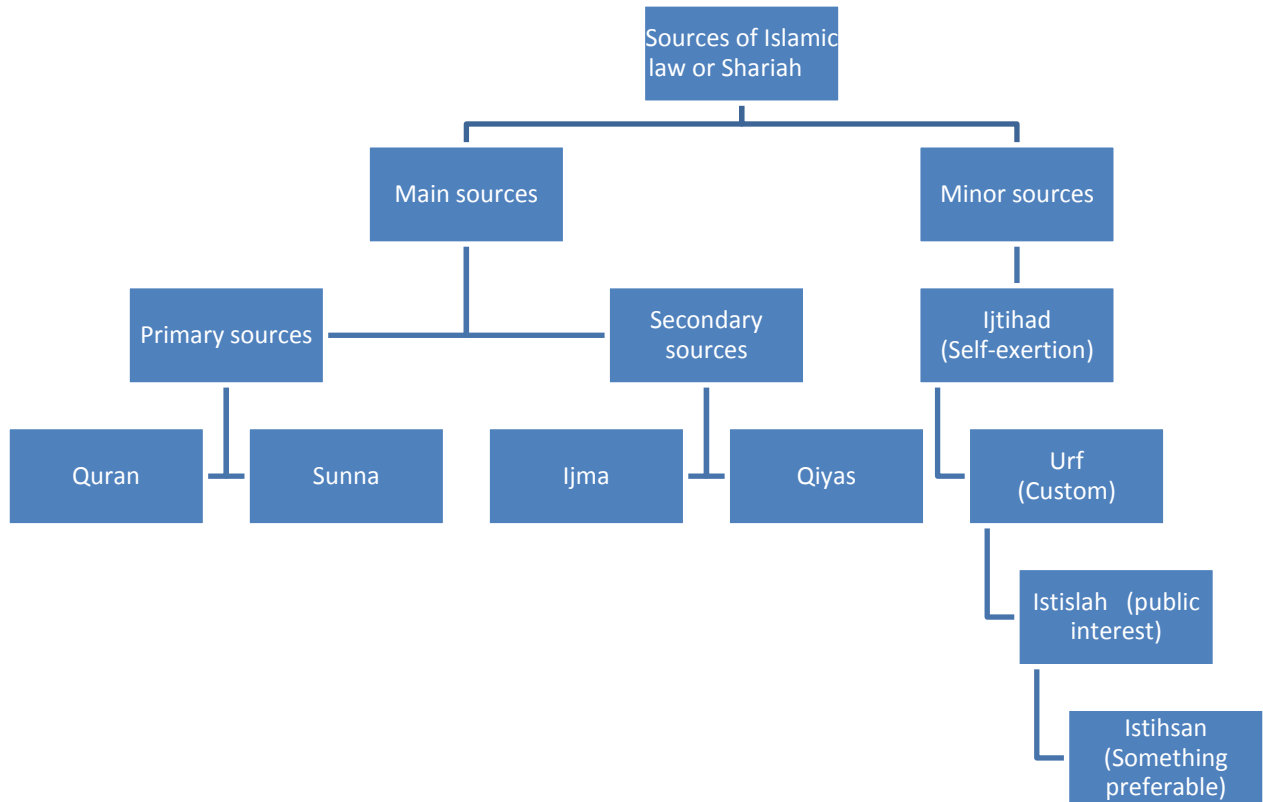 Sources of Islamic
law or Shariah
Main sources
Minor sources
Primary sources
Secondary
sources
Ijtihad
(Self-exertion)
Quran
Sunna
Ijma
Qiyas
Urf
(Custom)
Istislah (public
interest)
Istihsan
(Something
preferable)